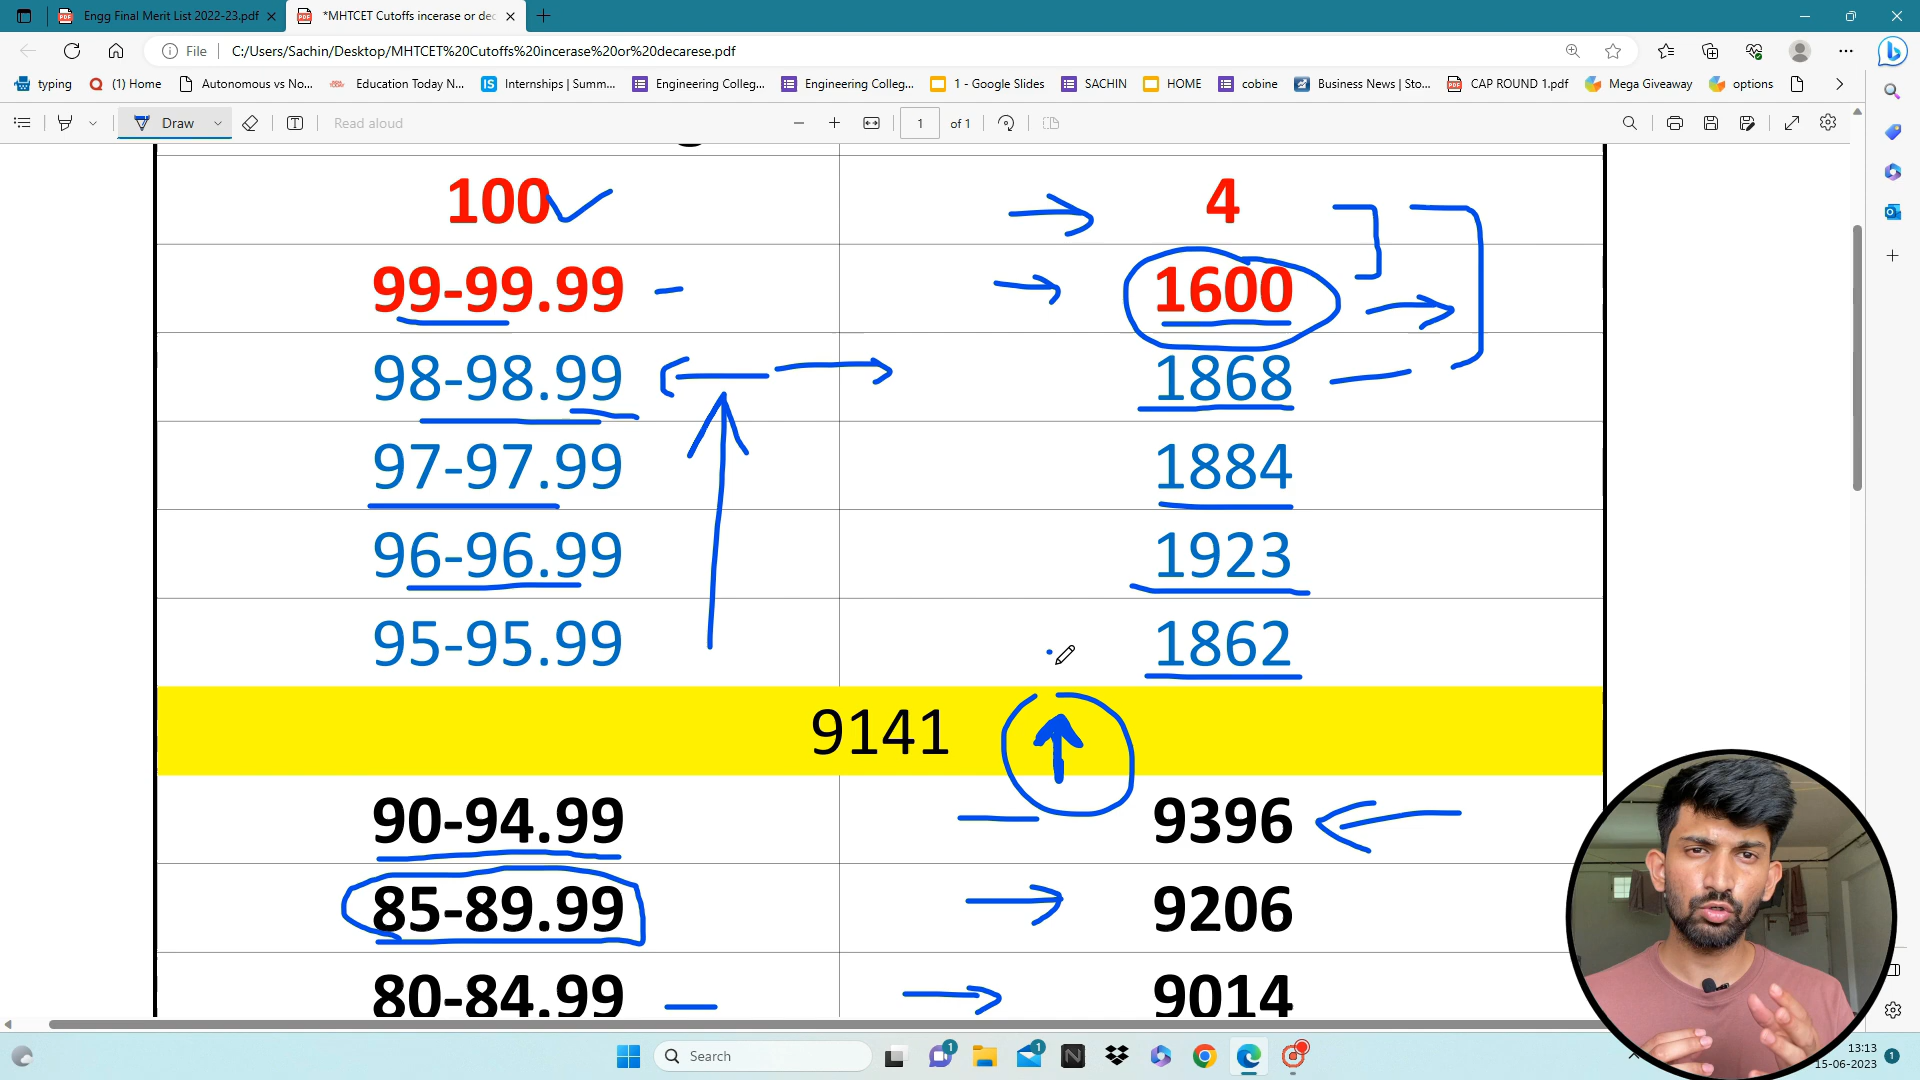 Engg Final Merit List 2022-23.pdf
*MHTCET Cutoffs incerase or dec
File
C:/Users/Sachin/Desktop/MHTCET%20Cutoffs%20incerase%20or%20decarese.pdf
typing
(1) Home
Autonomous vs No...
Education Today N...
IS
Internships | Summ...
Engineering Colleg...
Engineering Colleg...
1 - Google Slides
SACHIN
HOME
cobine
Business News | Sto...
CAP ROUND 1.pdf
Mega Giveaway
options
Draw
Read aloud
1
of 1
100 4
99-99.99 1600
98-98.99 1868
97-97.99 1884
96-96.99 1923
95-95.99 1862
9141
90-94.99 9396
85-89.99 9206
80-84.99 9014
Search
1
1
13:13
15-06-2023
1